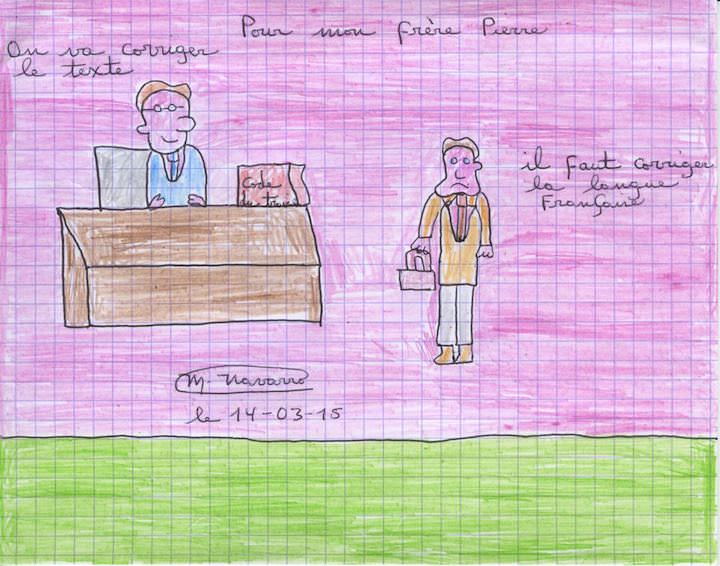 Pour mon frère Pierre
On va corriger
le texte
il faut corriger
la langue
Française
Code
du travail
M. Navarro
le 14-03-15